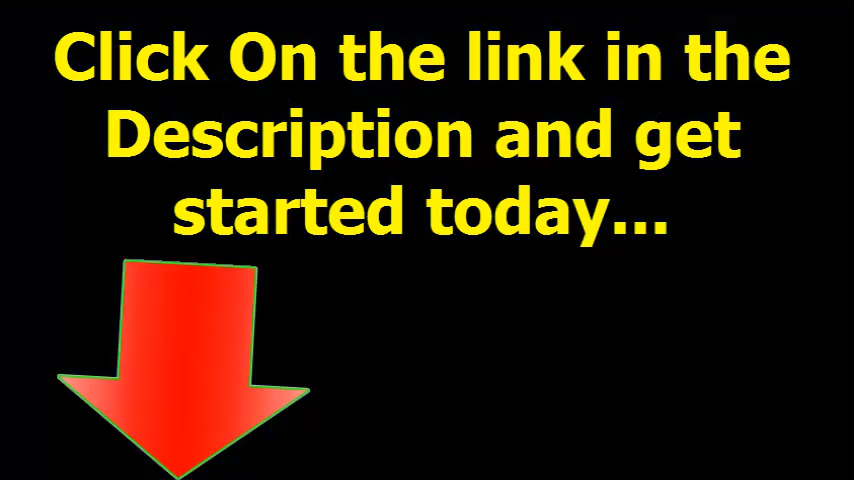 Click On the link in the
Description and get
started today...